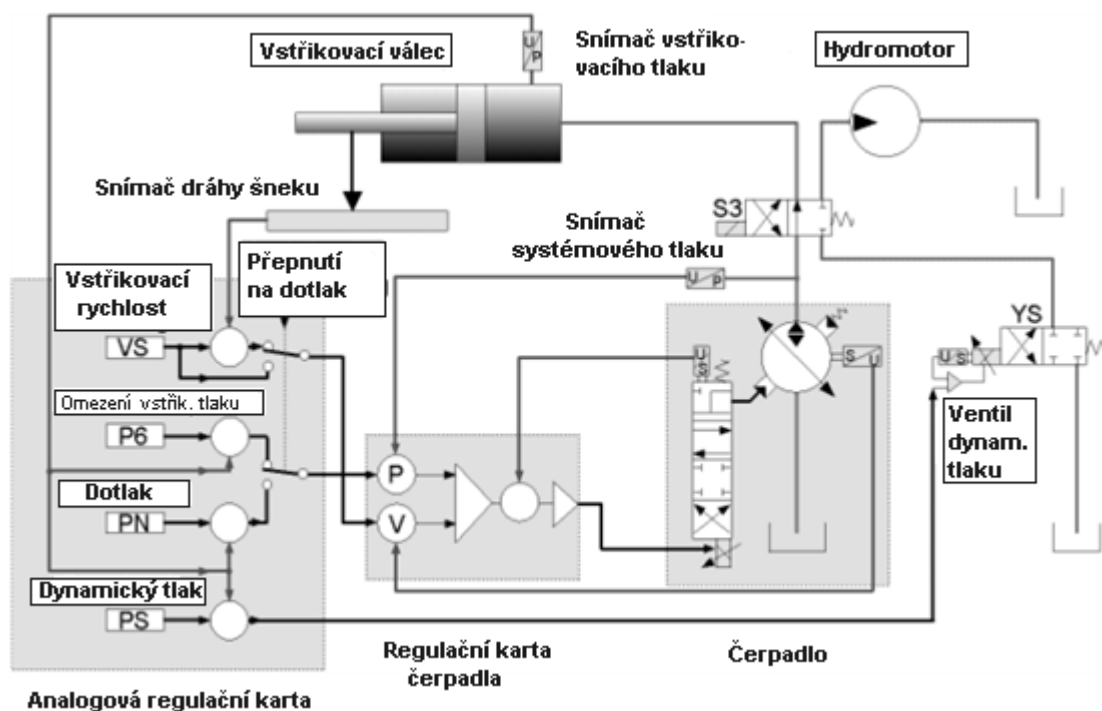 Vstřikovací válec
U
P
Snímač vstřiko-
vacího tlaku
Hydromotor
Snímač dráhy šneku
S3
Snímač
systémového tlaku
U
P
Vstřikovací
rychlost
Přepnutí
na dotlak
VS
YS
U
S
S
U
U
S
Omezení vstřik. tlaku
P6
Ventil
dynam.
tlaku
P
Dotlak
PN
V
Dynamický tlak
PS
Regulační karta
čerpadla
Čerpadlo
Analogová regulační karta